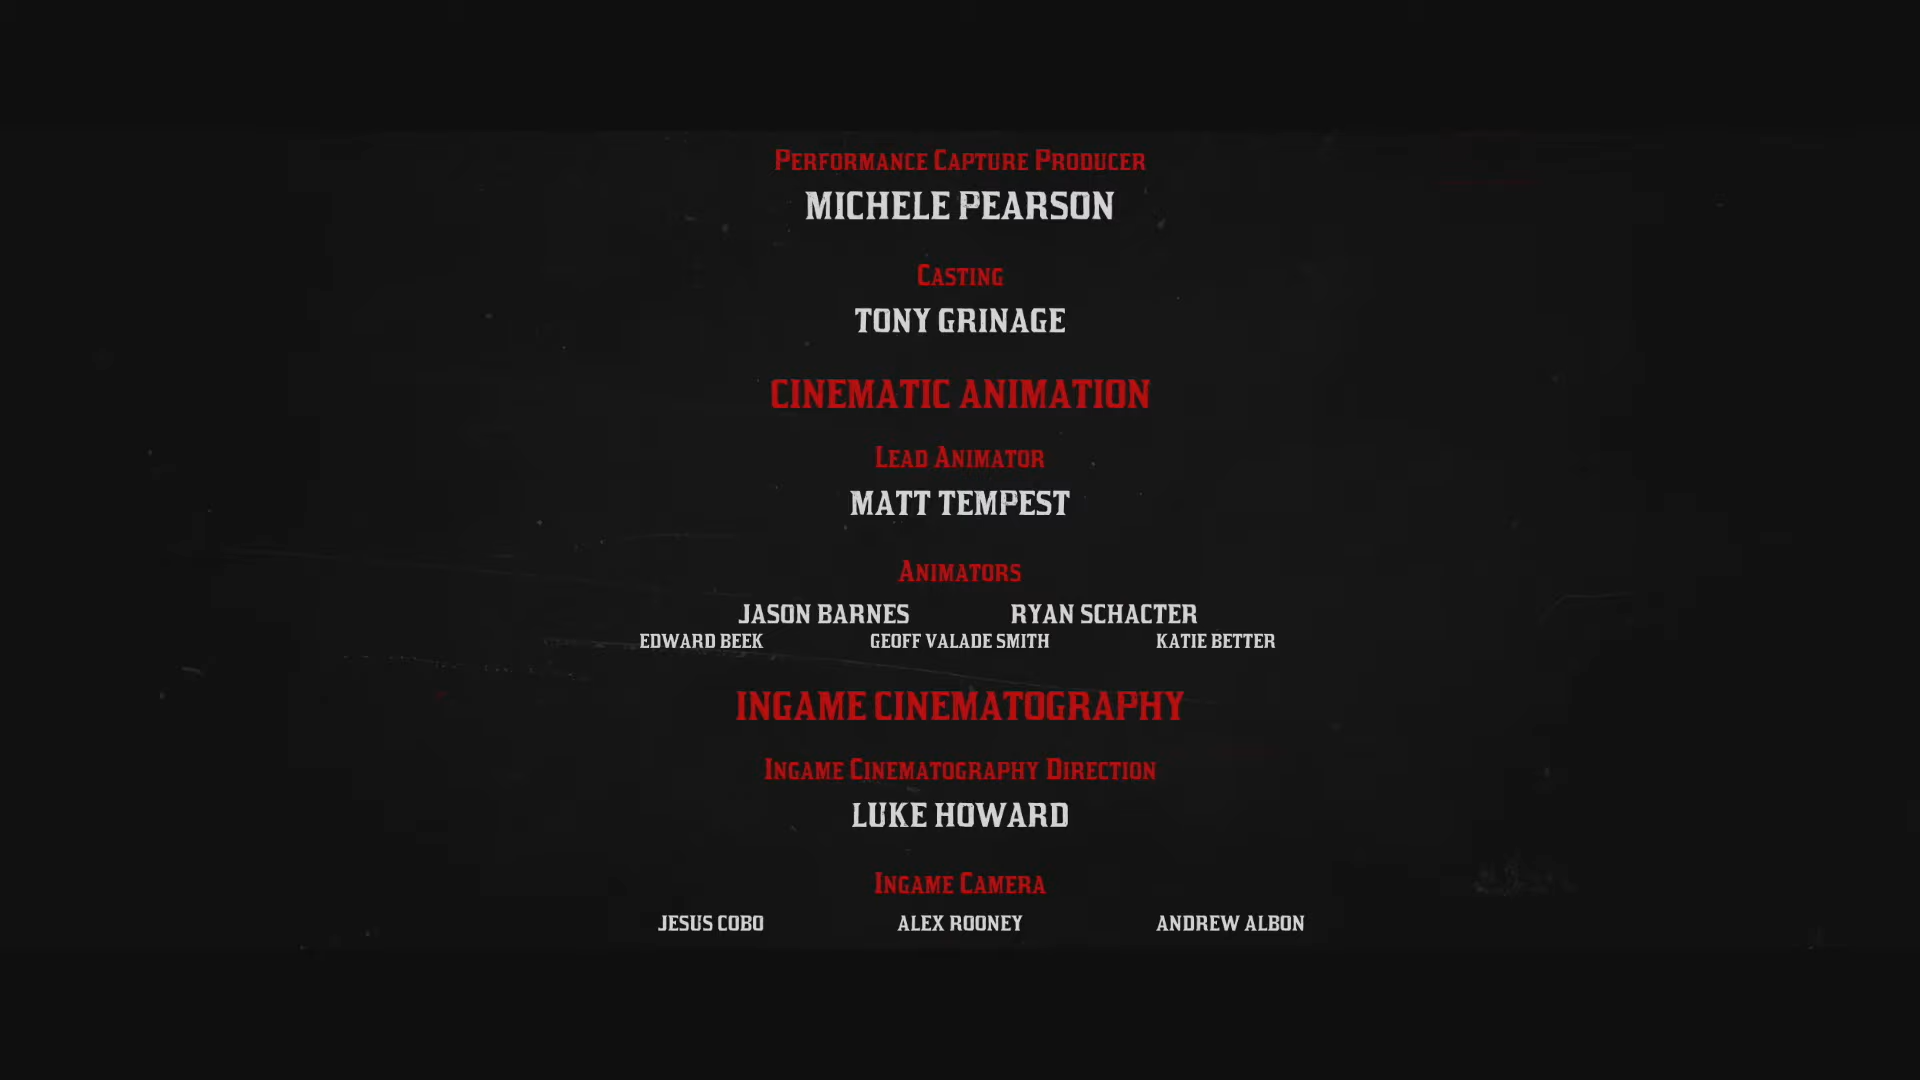 Performance Capture Producer
MICHELE PEARSON
Casting
TONY GRINAGE
CINEMATIC ANIMATION
Lead Animator
MATT TEMPEST
Animators
JASON BARNES RYAN SCHACTER
EDWARD BEEK GEOFF VALADE SMITH KATIE BETTER
INGAME CINEMATOGRAPHY
Ingame Cinematography Direction
LUKE HOWARD
Ingame Camera
JESUS COBO ALEX ROONEY ANDREW ALBON